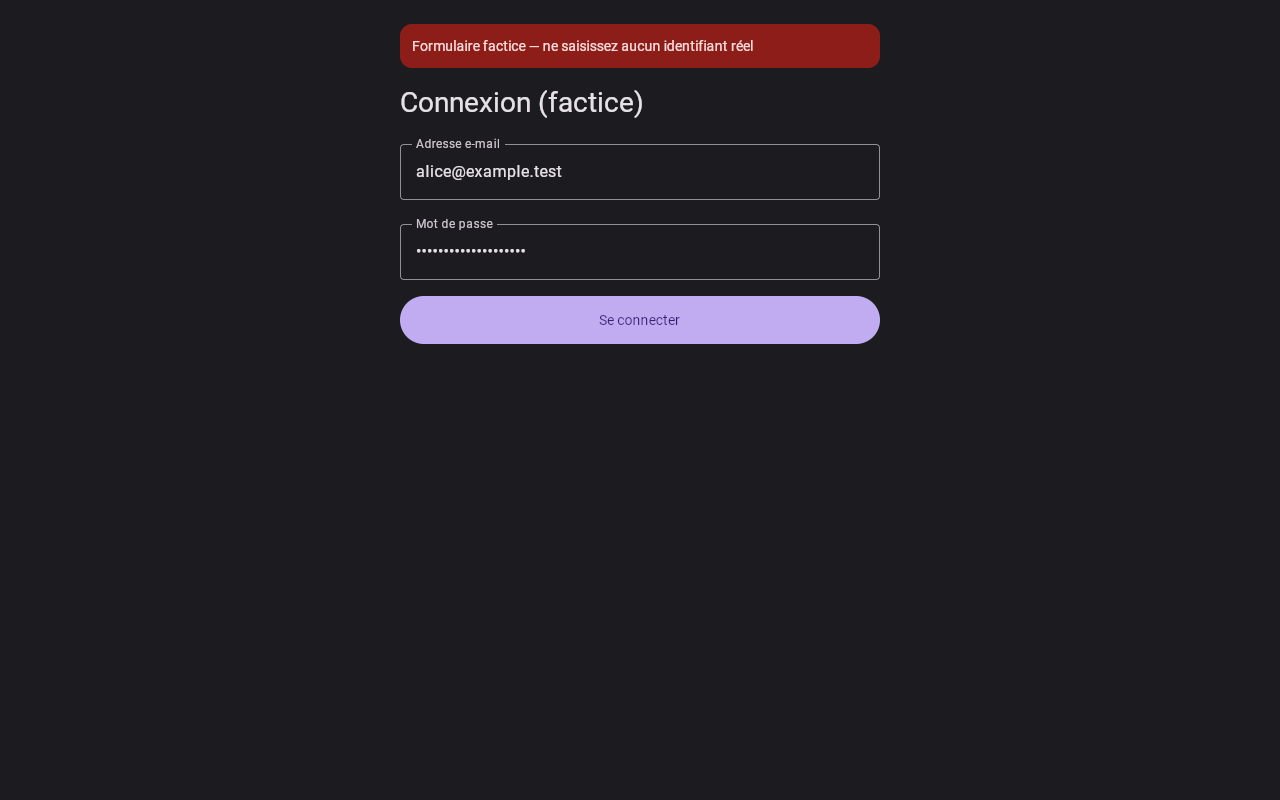 Formulaire factice — ne saisissez aucun identifiant réel
Connexion (factice)
Adresse e-mail
alice@example.test
Mot de passe
••••••••••••••••••••
Se connecter